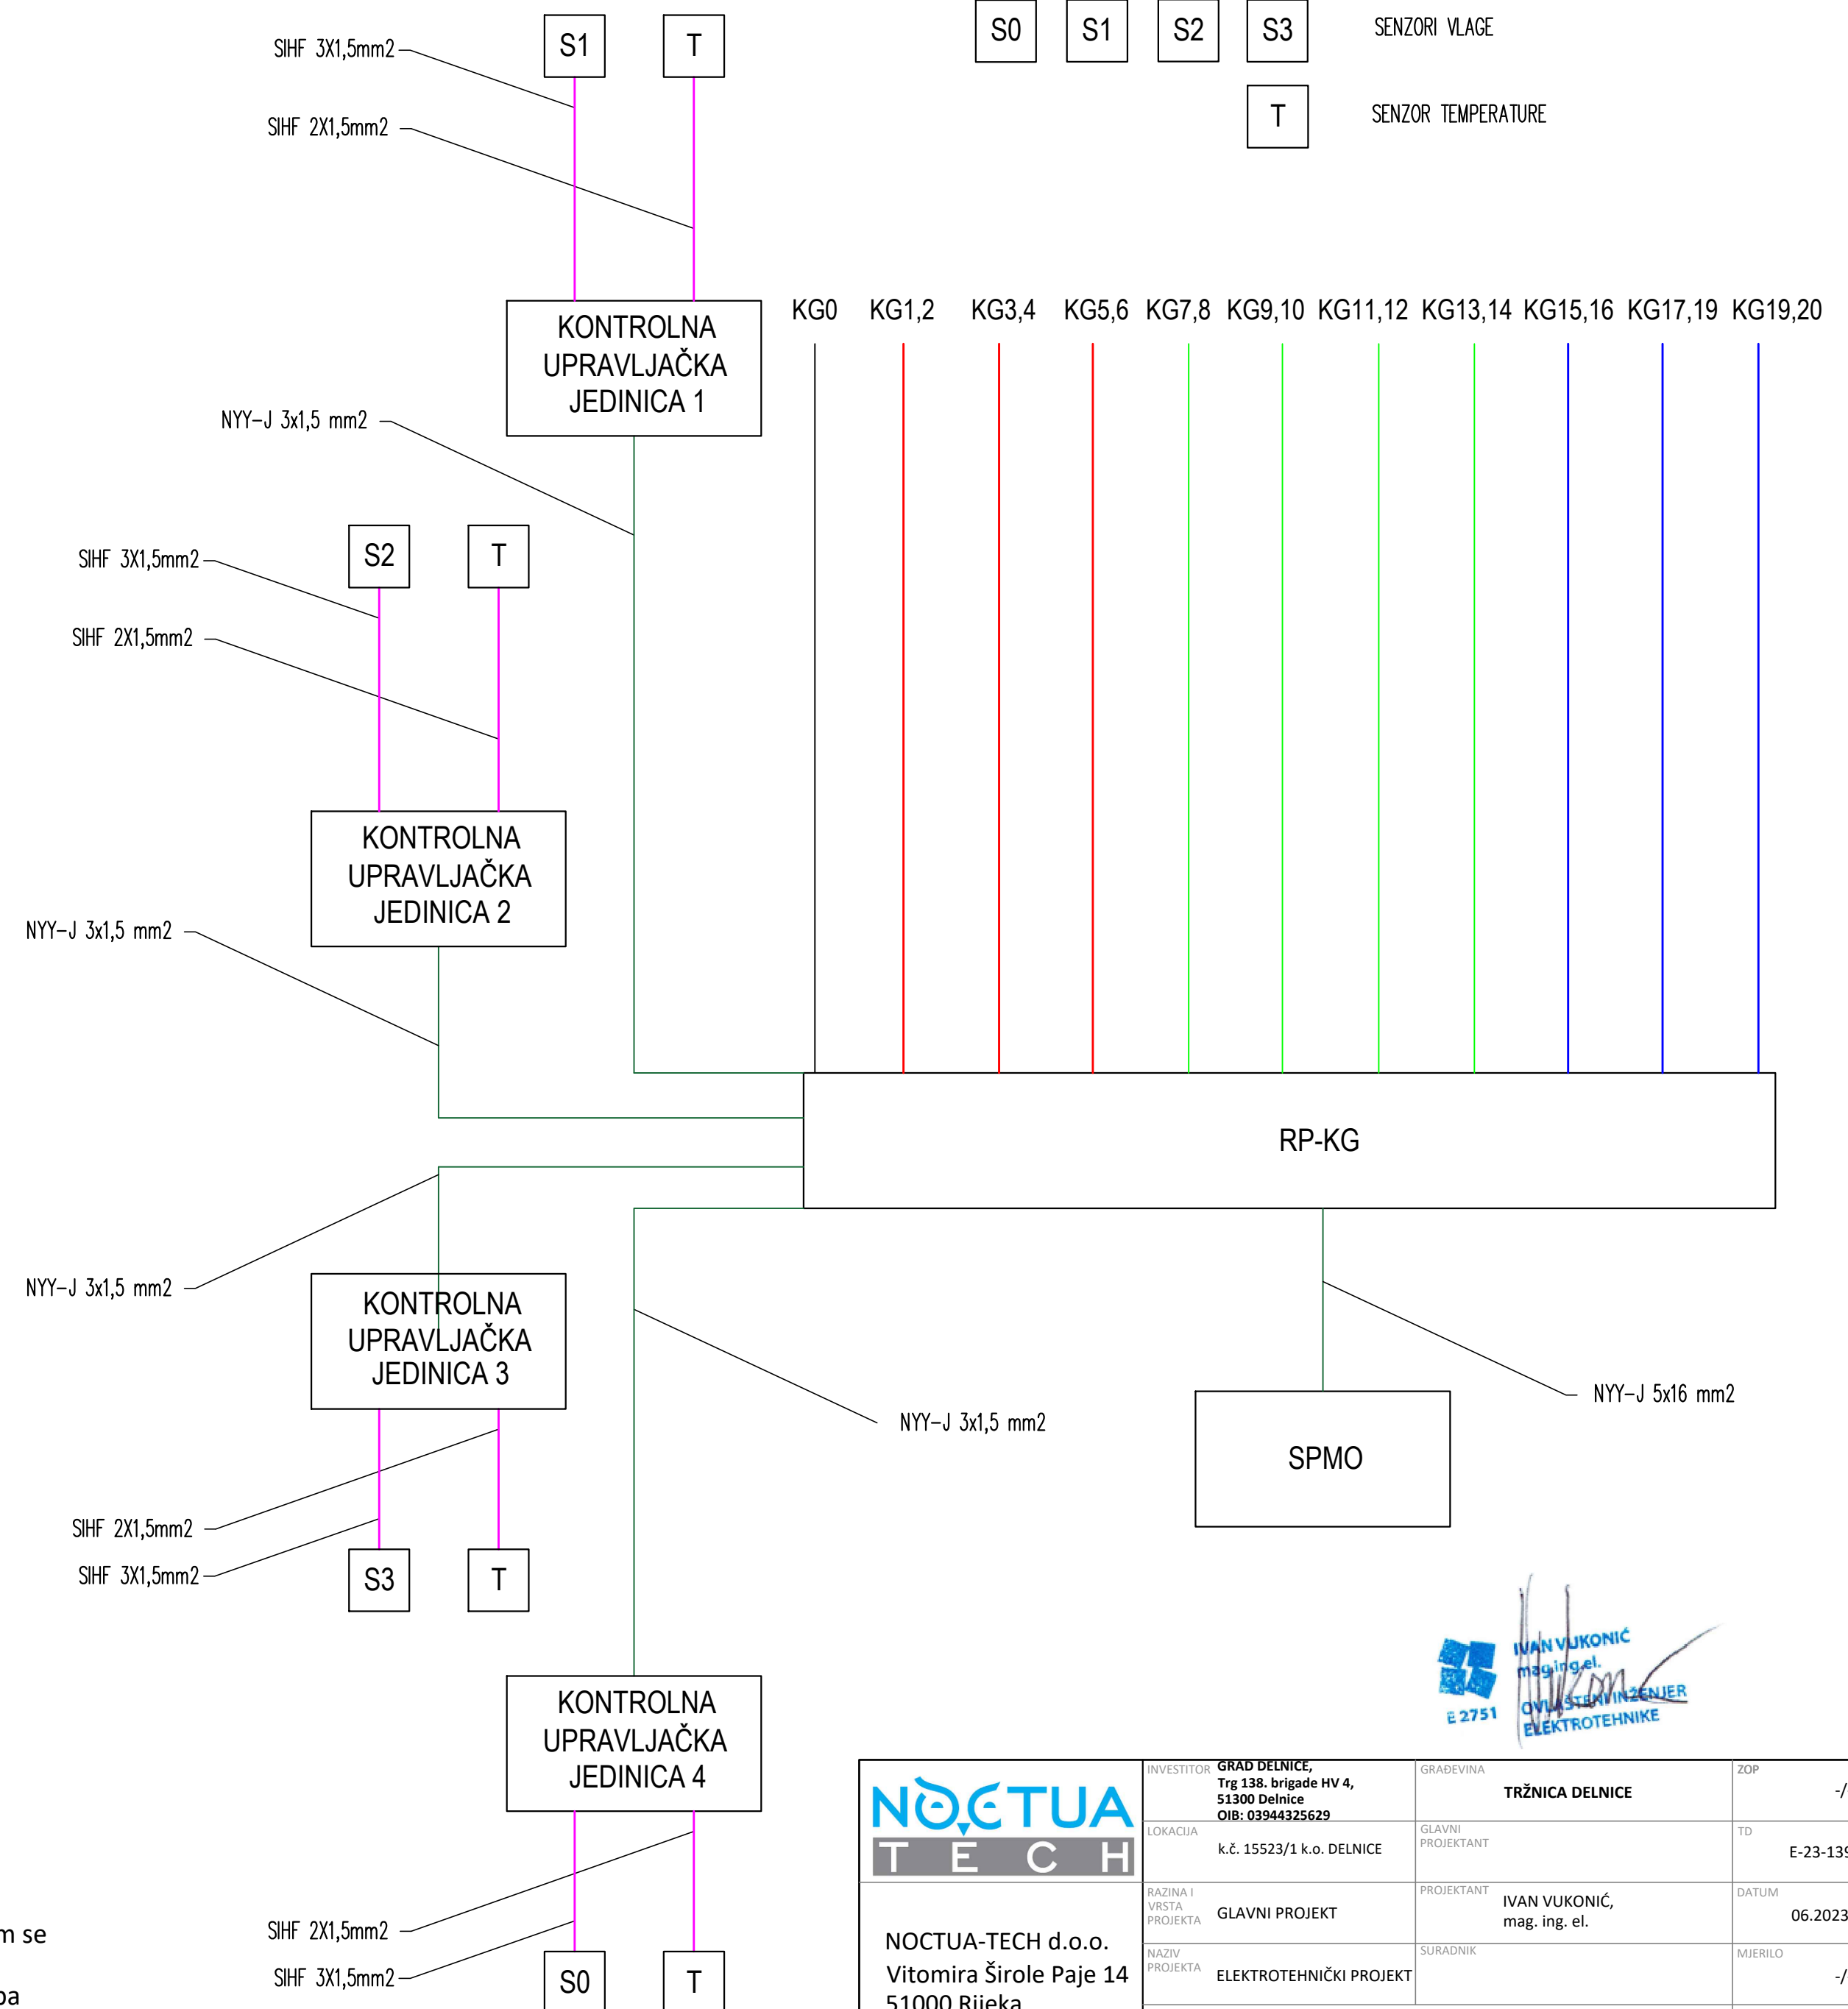 S0 S1 S2 S3 SENZORI VLAGE
T SENZOR TEMPERATURE
SIHF 3X1,5mm2
S1 T
SIHF 2X1,5mm2
KONTROLNA
UPRAVLJAČKA
JEDINICA 1
KG0 KG1,2 KG3,4 KG5,6 KG7,8 KG9,10 KG11,12 KG13,14 KG15,16 KG17,19 KG19,20
NYY-J 3x1,5 mm2
SIHF 3X1,5mm2
S2 T
SIHF 2X1,5mm2
KONTROLNA
UPRAVLJAČKA
JEDINICA 2
NYY-J 3x1,5 mm2
RP-KG
NYY-J 3x1,5 mm2
KONTROLNA
UPRAVLJAČKA
JEDINICA 3
NYY-J 3x1,5 mm2
NYY-J 5x16 mm2
SPMO
SIHF 2X1,5mm2
SIHF 3X1,5mm2
S3 T
KONTROLNA
UPRAVLJAČKA
JEDINICA 4
SIHF 2X1,5mm2
SIHF 3X1,5mm2
S0 T
m se
IVAN VUKONIĆ
mag.ing.el.
OVLAŠTENI INŽENJER
ELEKTROTEHNIKE
E 2751
NOCTUA
TECH
NOCTUA-TECH d.o.o.
Vitomira Širole Paje 14
51000 Rijeka
INVESTITOR GRAD DELNICE,
Trg 138. brigade HV 4,
51300 Delnice
OIB: 03944325629
GRAĐEVINA
TRŽNICA DELNICE
ZOP
-/
LOKACIJA
k.č. 15523/1 k.o. DELNICE
GLAVNI
PROJEKTANT
TD
E-23-139
RAZINA I
VRSTA
PROJEKTA
GLAVNI PROJEKT
PROJEKTANT
IVAN VUKONIĆ,
mag. ing. el.
DATUM
06.2023
NAZIV
PROJEKTA
ELEKTROTEHNIČKI PROJEKT
SURADNIK
MJERILO
-/